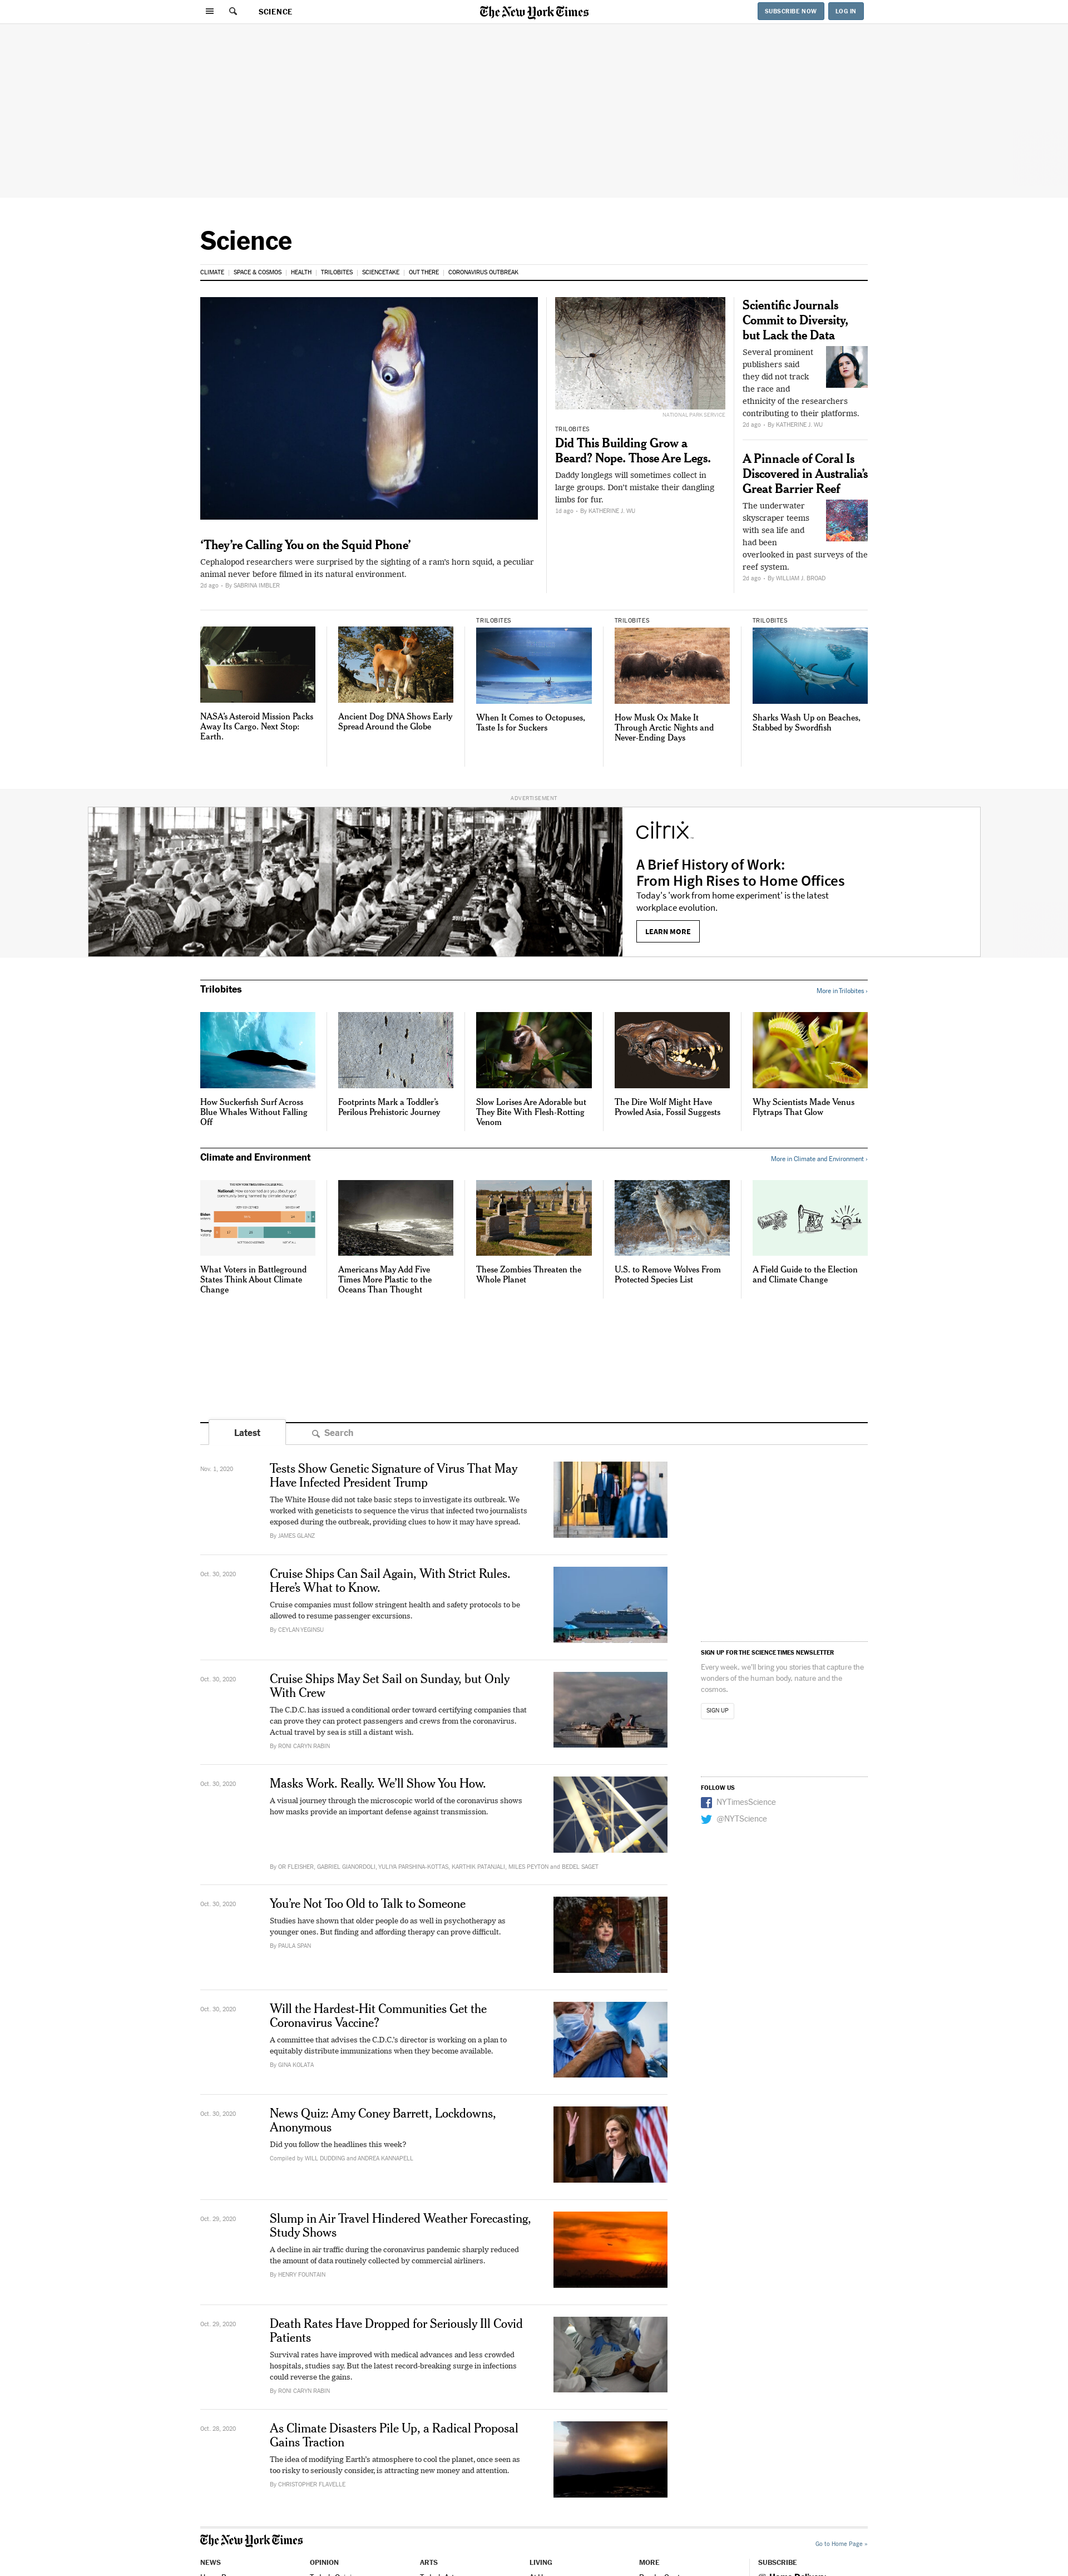 SCIENCE
The New York Times
SUBSCRIBE NOW
LOG IN
Science
CLIMATE
SPACE & COSMOS
HEALTH
TRILOBITES
SCIENCETAKE
OUT THERE
CORONAVIRUS OUTBREAK
‘They’re Calling You on the Squid Phone’
Cephalopod researchers were surprised by the sighting of a ram’s horn squid, a peculiar
animal never before filmed in its natural environment.
2d ago • By SABRINA IMBLER
NATIONAL PARK SERVICE
TRILOBITES
Did This Building Grow a
Beard? Nope. Those Are Legs.
Daddy longlegs will sometimes collect in
large groups. Don’t mistake their dangling
limbs for fur.
1d ago • By KATHERINE J. WU
Scientific Journals
Commit to Diversity,
but Lack the Data
Several prominent
publishers said
they did not track
the race and
ethnicity of the researchers
contributing to their platforms.
2d ago • By KATHERINE J. WU
A Pinnacle of Coral Is
Discovered in Australia’s
Great Barrier Reef
The underwater
skyscraper teems
with sea life and
had been
overlooked in past surveys of the
reef system.
2d ago • By WILLIAM J. BROAD
NASA’s Asteroid Mission Packs
Away Its Cargo. Next Stop:
Earth.
Ancient Dog DNA Shows Early
Spread Around the Globe
TRILOBITES
When It Comes to Octopuses,
Taste Is for Suckers
TRILOBITES
How Musk Ox Make It
Through Arctic Nights and
Never-Ending Days
TRILOBITES
Sharks Wash Up on Beaches,
Stabbed by Swordfish
ADVERTISEMENT
citrix
A Brief History of Work:
From High Rises to Home Offices
Today's 'work from home experiment' is the latest
workplace evolution.
LEARN MORE
Trilobites
More in Trilobites ›
How Suckerfish Surf Across
Blue Whales Without Falling
Off
Footprints Mark a Toddler’s
Perilous Prehistoric Journey
Slow Lorises Are Adorable but
They Bite With Flesh-Rotting
Venom
The Dire Wolf Might Have
Prowled Asia, Fossil Suggests
Why Scientists Made Venus
Flytraps That Glow
Climate and Environment
More in Climate and Environment ›
What Voters in Battleground
States Think About Climate
Change
Americans May Add Five
Times More Plastic to the
Oceans Than Thought
These Zombies Threaten the
Whole Planet
U.S. to Remove Wolves From
Protected Species List
A Field Guide to the Election
and Climate Change
Latest
Search
Nov. 1, 2020
Tests Show Genetic Signature of Virus That May
Have Infected President Trump
The White House did not take basic steps to investigate its outbreak. We
worked with geneticists to sequence the virus that infected two journalists
exposed during the outbreak, providing clues to how it may have spread.
By JAMES GLANZ
Oct. 30, 2020
Cruise Ships Can Sail Again, With Strict Rules.
Here’s What to Know.
Cruise companies must follow stringent health and safety protocols to be
allowed to resume passenger excursions.
By CEYLAN YEGINSU
Oct. 30, 2020
Cruise Ships May Set Sail on Sunday, but Only
With Crew
The C.D.C. has issued a conditional order toward certifying companies that
can prove they can protect passengers and crews from the coronavirus.
Actual travel by sea is still a distant wish.
By RONI CARYN RABIN
Oct. 30, 2020
Masks Work. Really. We’ll Show You How.
A visual journey through the microscopic world of the coronavirus shows
how masks provide an important defense against transmission.
By OR FLEISHER, GABRIEL GIANORDOLI, YULIYA PARSHINA-KOTTAS, KARTHIK PATANJALI, MILES PEYTON and BEDEL SAGET
Oct. 30, 2020
You’re Not Too Old to Talk to Someone
Studies have shown that older people do as well in psychotherapy as
younger ones. But finding and affording therapy can prove difficult.
By PAULA SPAN
Oct. 30, 2020
Will the Hardest-Hit Communities Get the
Coronavirus Vaccine?
A committee that advises the C.D.C.’s director is working on a plan to
equitably distribute immunizations when they become available.
By GINA KOLATA
Oct. 30, 2020
News Quiz: Amy Coney Barrett, Lockdowns,
Anonymous
Did you follow the headlines this week?
Compiled by WILL DUDDING and ANDREA KANNAPELL
Oct. 29, 2020
Slump in Air Travel Hindered Weather Forecasting,
Study Shows
A decline in air traffic during the coronavirus pandemic sharply reduced
the amount of data routinely collected by commercial airliners.
By HENRY FOUNTAIN
Oct. 29, 2020
Death Rates Have Dropped for Seriously Ill Covid
Patients
Survival rates have improved with medical advances and less crowded
hospitals, studies say. But the latest record-breaking surge in infections
could reverse the gains.
By RONI CARYN RABIN
Oct. 28, 2020
As Climate Disasters Pile Up, a Radical Proposal
Gains Traction
The idea of modifying Earth’s atmosphere to cool the planet, once seen as
too risky to seriously consider, is attracting new money and attention.
By CHRISTOPHER FLAVELLE
SIGN UP FOR THE SCIENCE TIMES NEWSLETTER
Every week, we'll bring you stories that capture the
wonders of the human body, nature and the
cosmos.
SIGN UP
FOLLOW US
NYTimesScience
@NYTScience
The New York Times
Go to Home Page »
NEWS
OPINION
ARTS
LIVING
MORE
SUBSCRIBE